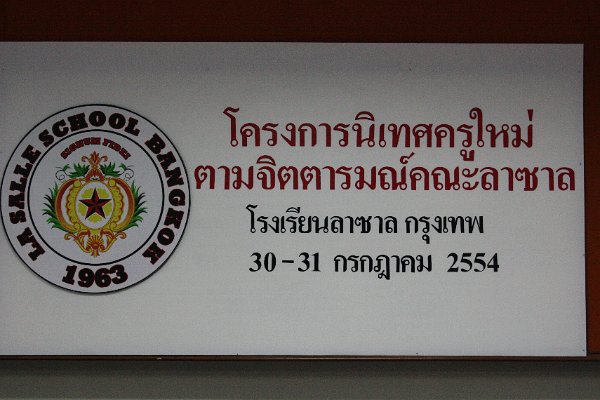 LA SALLE SCHOOL BANGKOK
SIGNUM FIDEI
1963
โครงการนิเทศครูใหม่
ตามจิตตารมณ์คณะลาซาล
โรงเรียนลาซาล กรุงเทพ
30-31 กรกฎาคม 2554